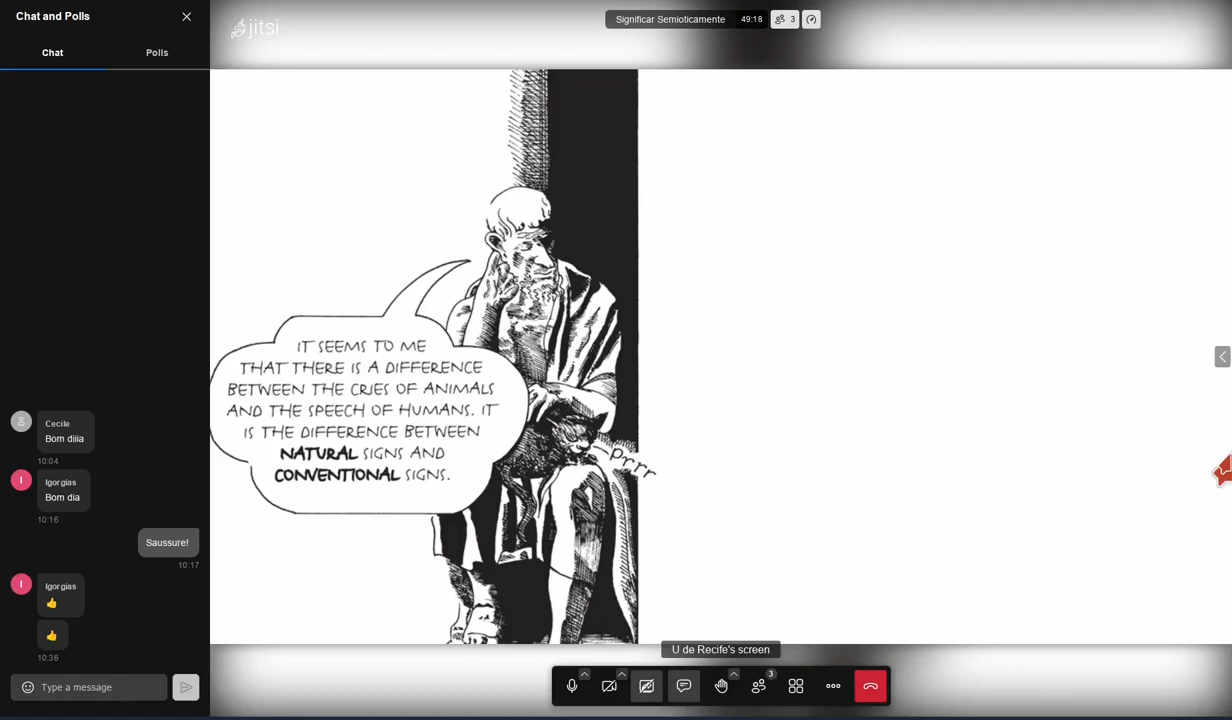 Chat and Polls
Chat
Polls
jitsi
Significar Semioticamente
49:18
3
IT SEEMS TO ME
THAT THERE IS A DIFFERENCE
BETWEEN THE CRIES OF ANIMALS
AND THE SPEECH OF HUMANS. IT
IS THE DIFFERENCE BETWEEN
NATURAL SIGNS AND
CONVENTIONAL SIGNS.
prrr
Cecile
Bom diiia
10:04
I
Igorgias
Bom dia
10:16
Saussure!
10:17
I
Igorgias
👍
👍
10:36
Type a message
U de Recife's screen
3